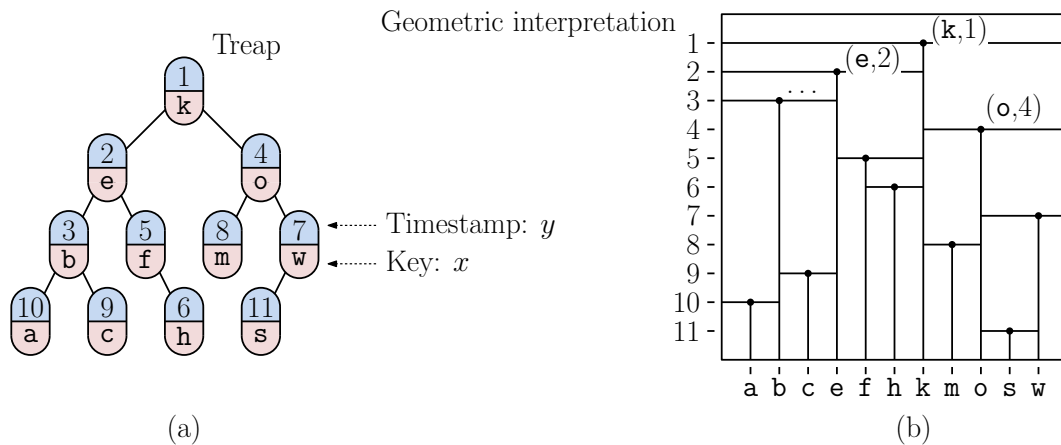 Treap
1
k
2
4
e
o
3
5
8
7
b
f
m
w
10
9
6
11
a
c
h
s
Timestamp: y
Key: x
(a)
Geometric interpretation
(k,1)
(e,2)
...
(o,4)
1
2
3
4
5
6
7
8
9
10
11
a b c e f h k m o s w
(b)